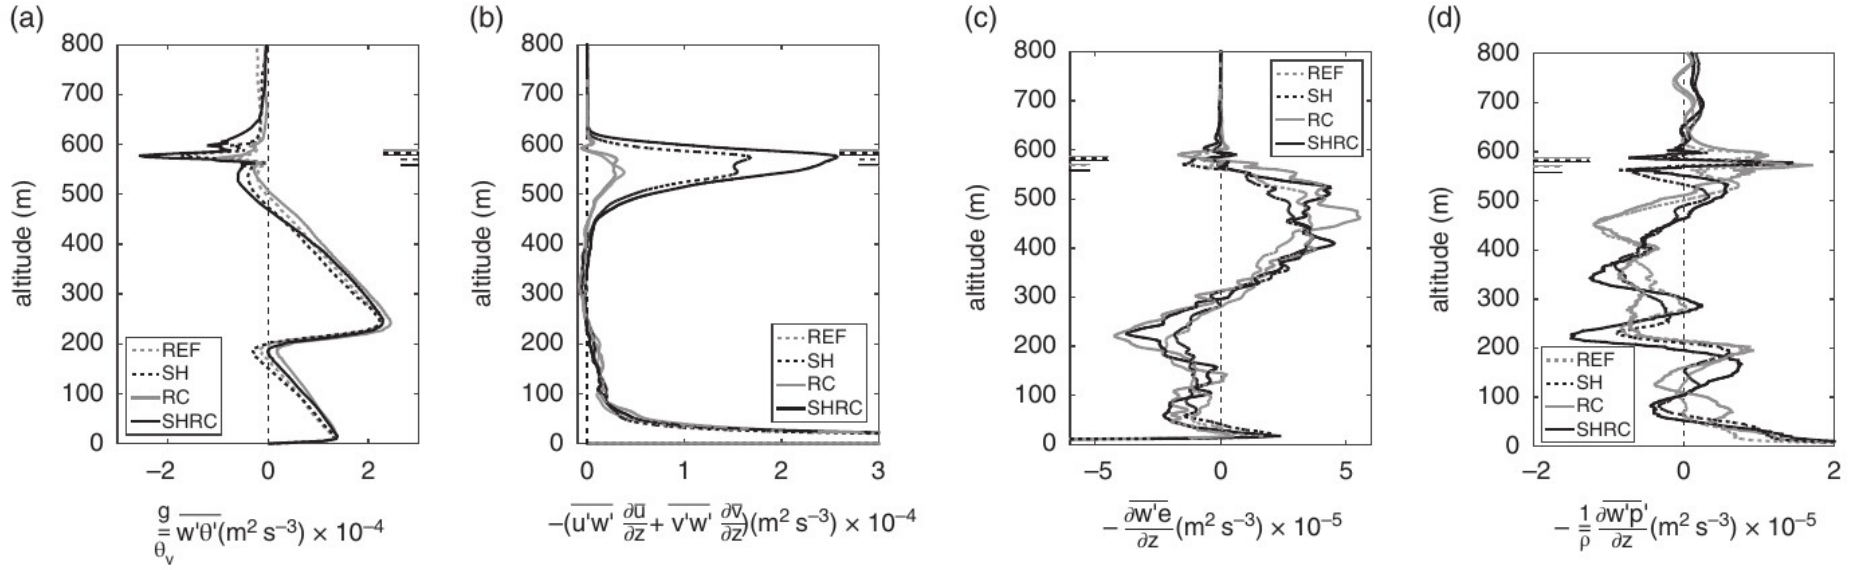 (a)
800
700
600
500
400
300
200
100
0
altitude (m)
REF
SH
RC
SHRC
−2 0 2
g/θ̿ᵥ w'θ'‾ (m² s⁻³) × 10⁻⁴
(b)
800
700
600
500
400
300
200
100
0
altitude (m)
REF
SH
RC
SHRC
0 1 2 3
−(u'w'‾ ∂u̅/∂z + v'w'‾ ∂v̅/∂z)(m² s⁻³) × 10⁻⁴
(c)
800
700
600
500
400
300
200
100
0
altitude (m)
REF
SH
RC
SHRC
−5 0 5
− ∂w'e‾/∂z (m² s⁻³) × 10⁻⁵
(d)
800
700
600
500
400
300
200
100
0
altitude (m)
REF
SH
RC
SHRC
−2 0 2
− 1/ρ̿ ∂w'p'‾/∂z (m² s⁻³) × 10⁻⁵